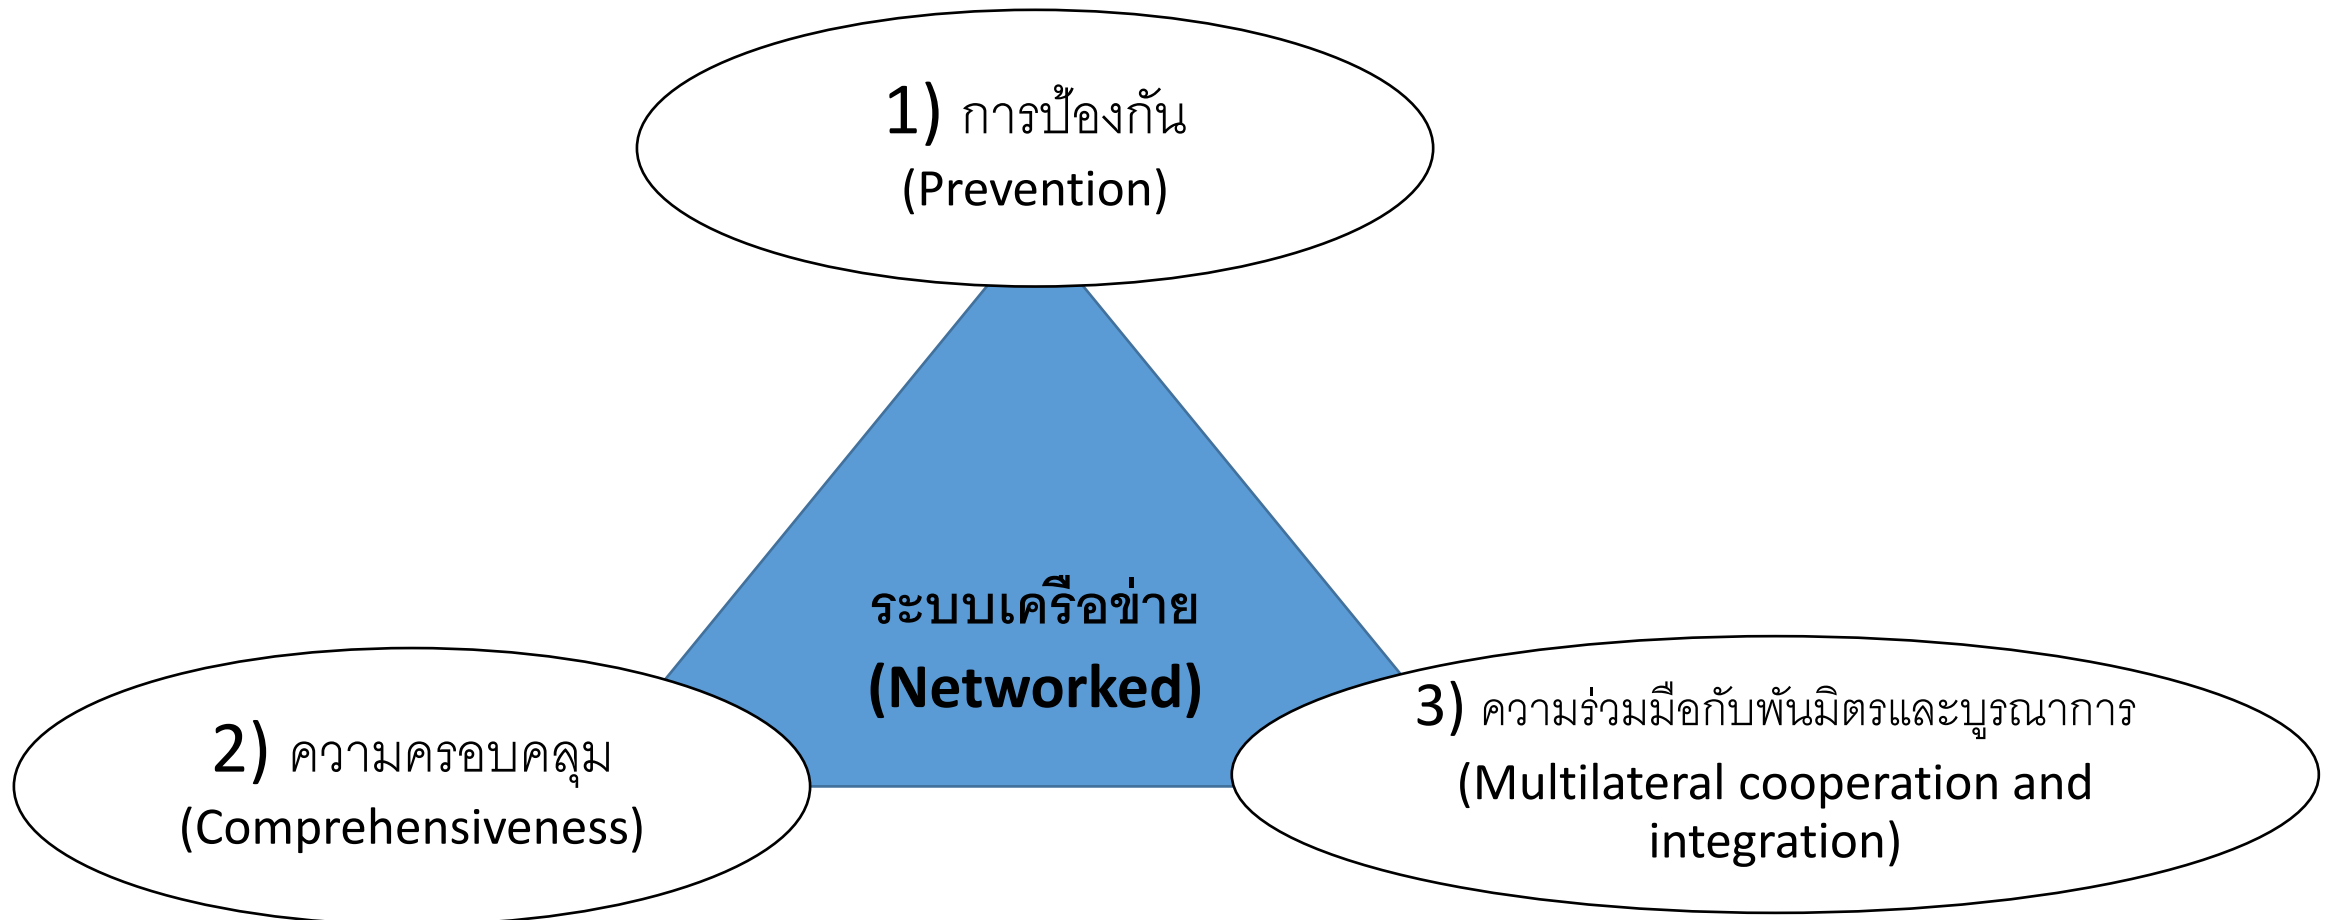 1) การป้องกัน
(Prevention)
ระบบเครือข่าย
(Networked)
2) ความครอบคลุม
(Comprehensiveness)
3) ความร่วมมือกับพันมิตรและบูรณาการ
(Multilateral cooperation and
integration)